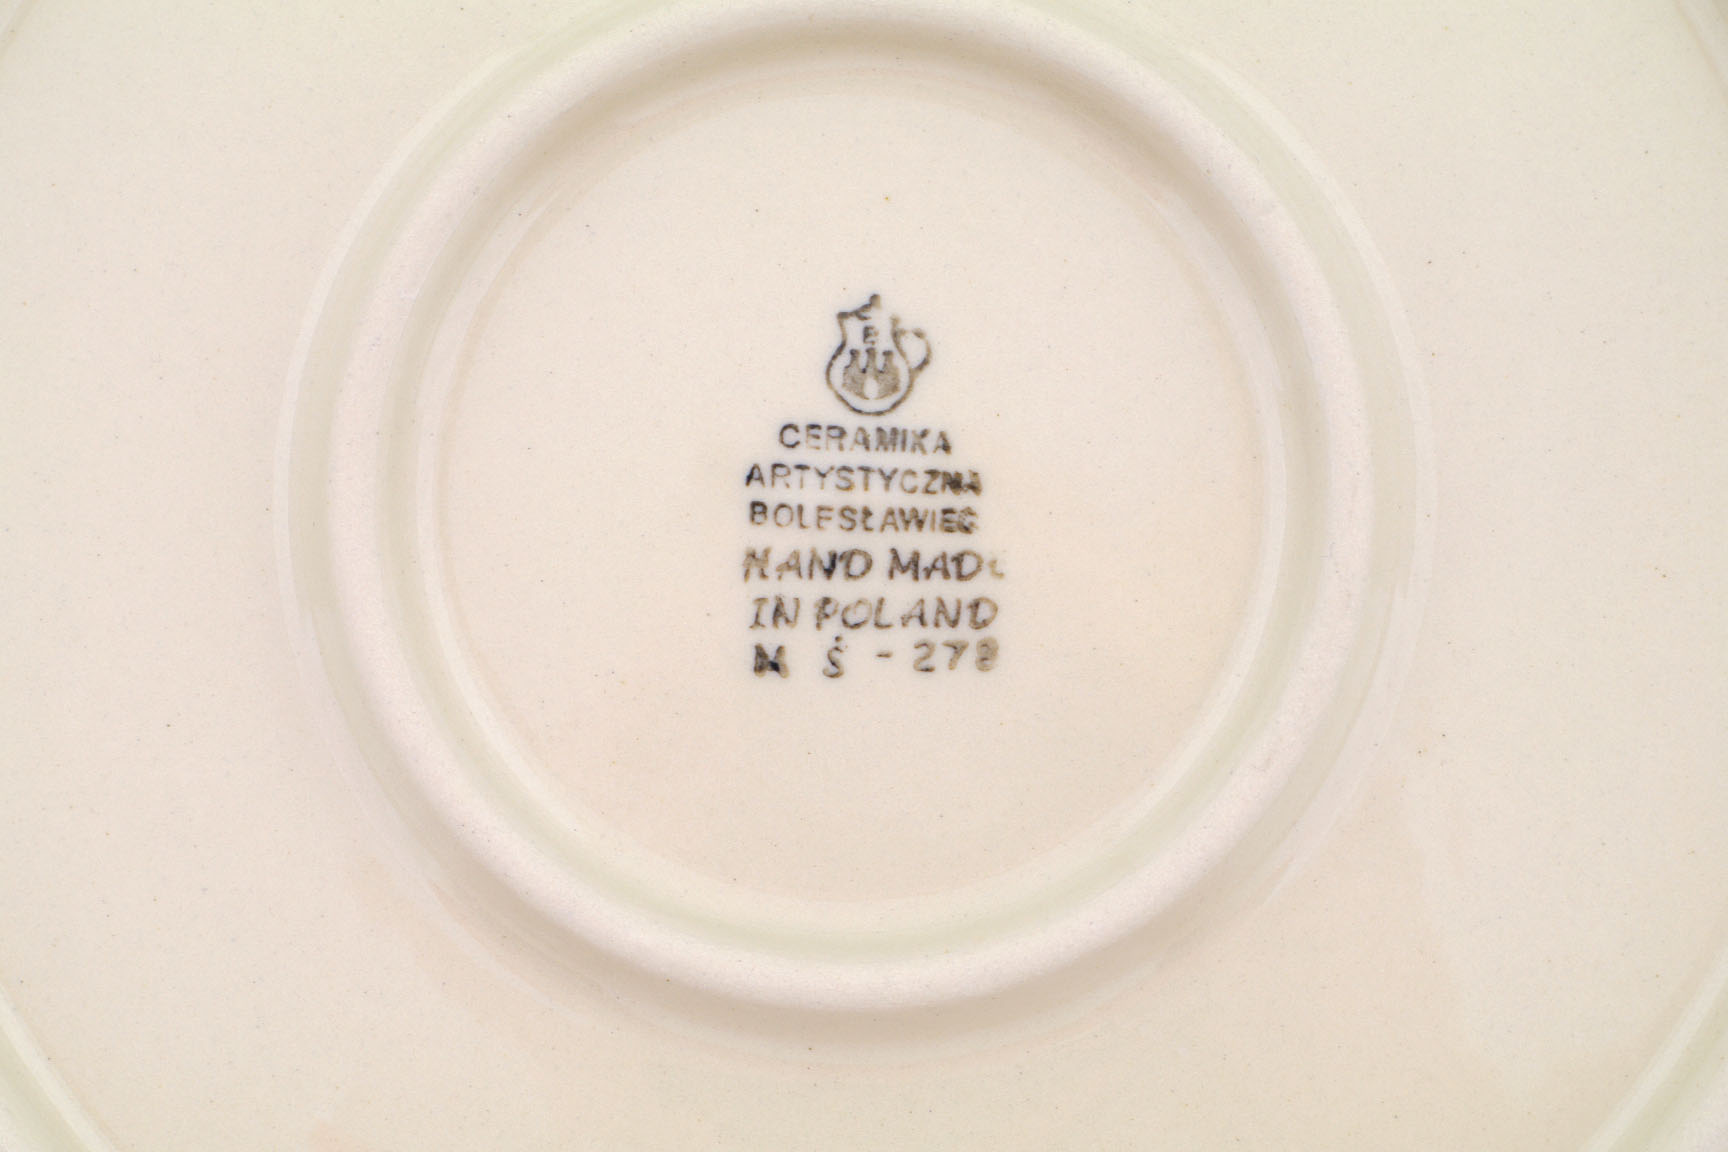 B
CERAMIKA
ARTYSTYCZNA
BOLESŁAWIEC
HAND MADE
IN POLAND
M Ś - 278